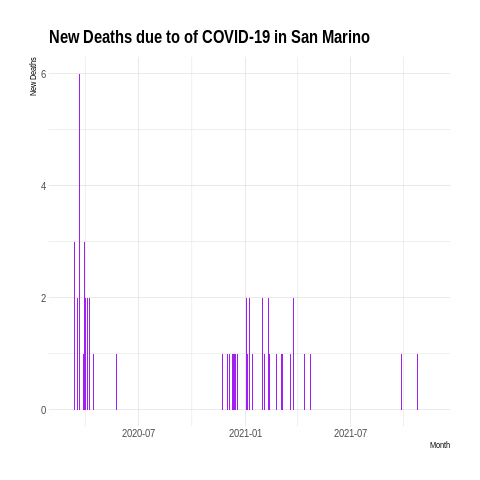 New Deaths due to of COVID-19 in San Marino
New Deaths
6
4
2
0
2020-07
2021-01
2021-07
Month